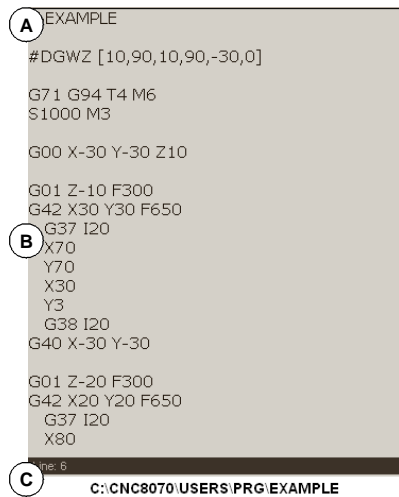 A
EXAMPLE
#DGWZ [10,90,10,90,-30,0]
G71 G94 T4 M6
S1000 M3
G00 X-30 Y-30 Z10
G01 Z-10 F300
G42 X30 Y30 F650
G37 I20
B
X70
Y70
X30
Y3
G38 I20
G40 X-30 Y-30
G01 Z-20 F300
G42 X20 Y20 F650
G37 I20
X80
Line: 6
C
C:\CNC8070\USERS\PRG\EXAMPLE